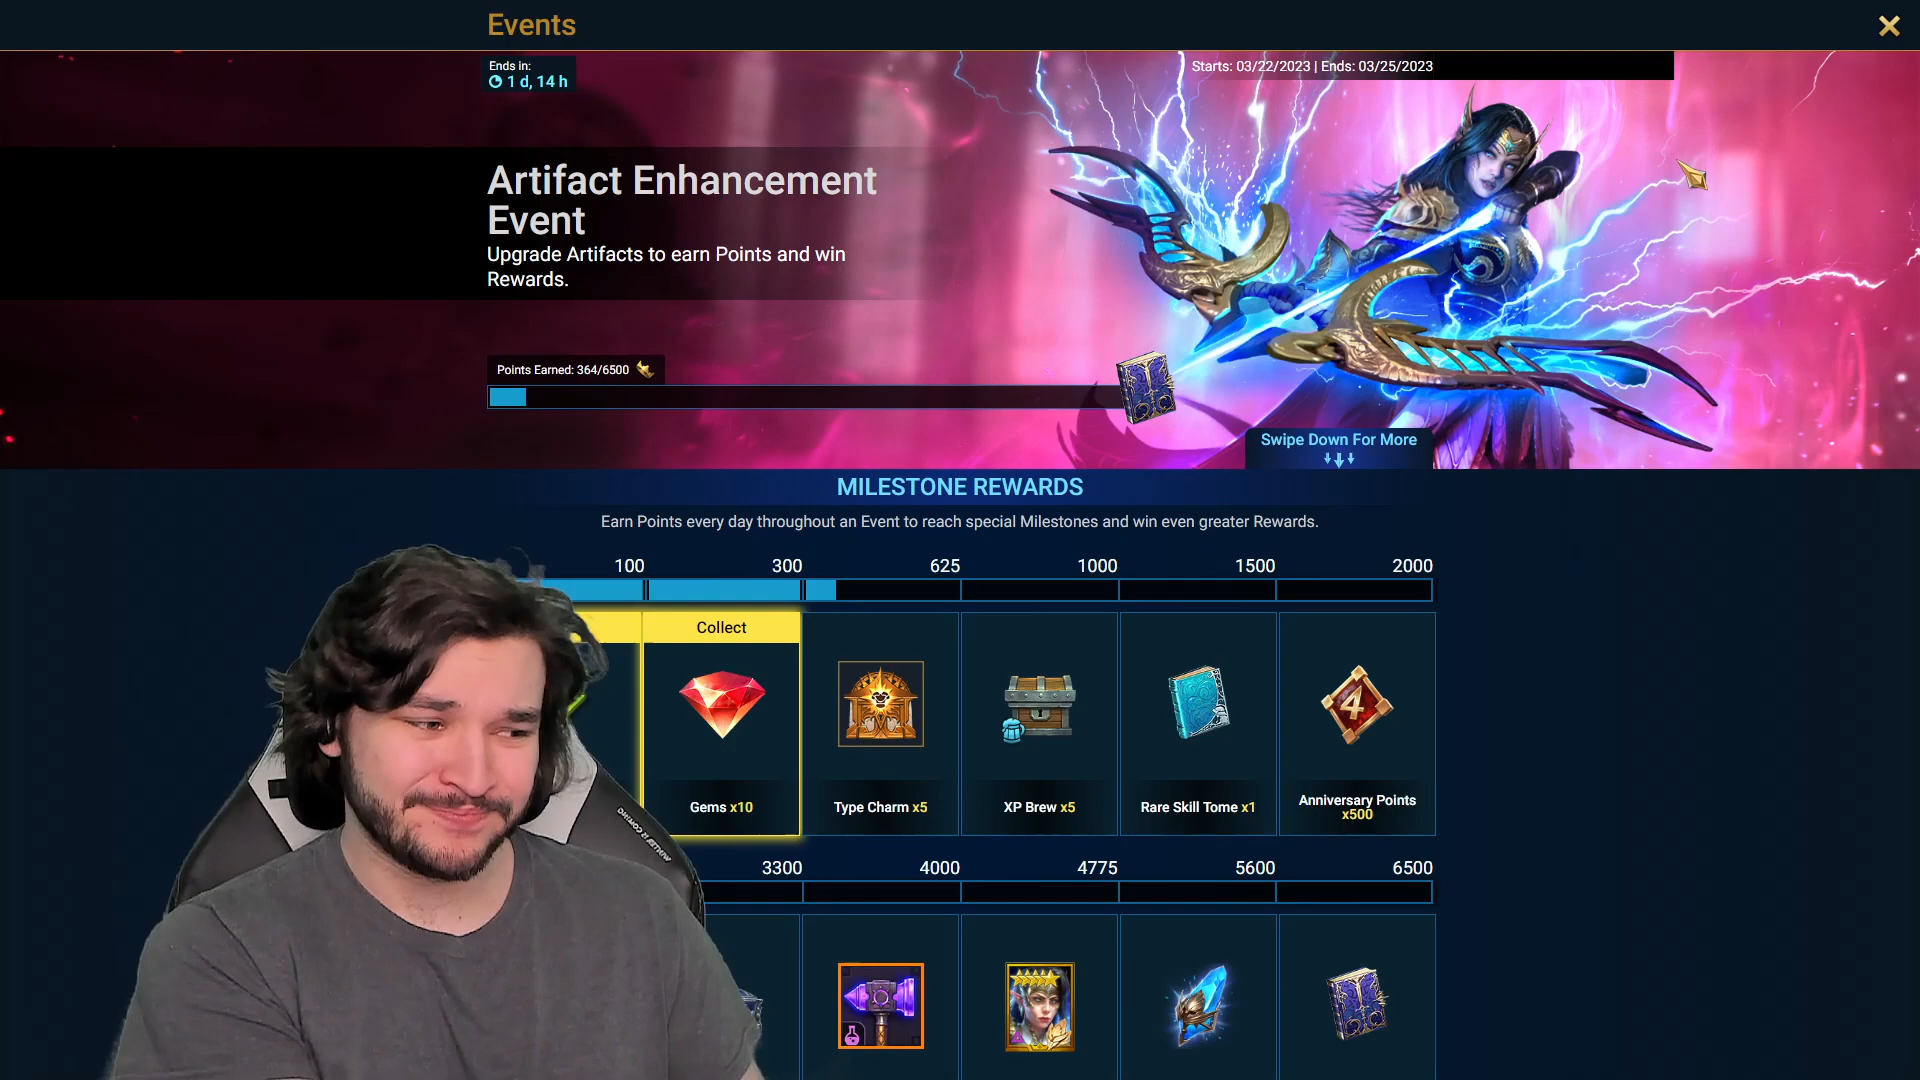 Events
Ends in:
1 d, 14 h
Starts: 03/22/2023 | Ends: 03/25/2023
Artifact Enhancement
Event
Upgrade Artifacts to earn Points and win
Rewards.
Points Earned: 364/6500
Swipe Down For More
MILESTONE REWARDS
Earn Points every day throughout an Event to reach special Milestones and win even greater Rewards.
100 300 625 1000 1500 2000
Collect
4
Gems x10 Type Charm x5 XP Brew x5 Rare Skill Tome x1 Anniversary Points
x500
3300 4000 4775 5600 6500